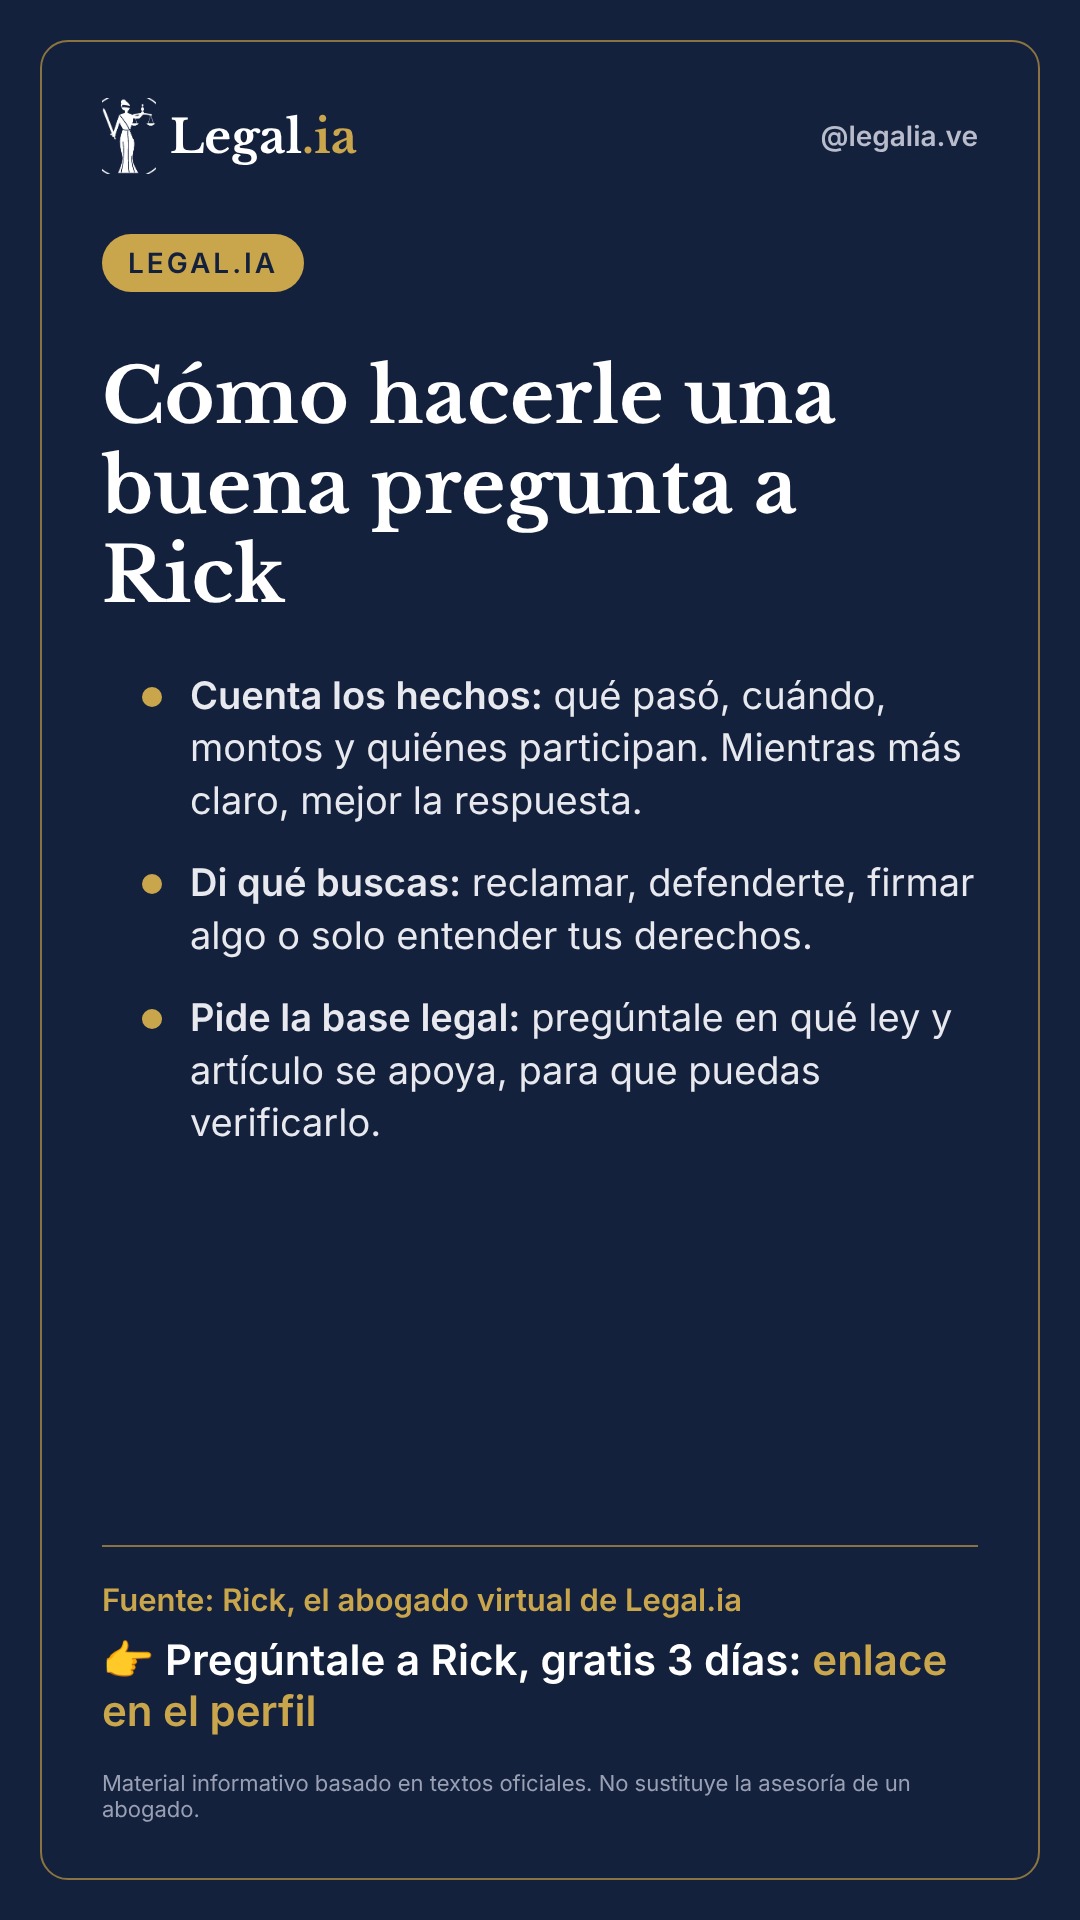 Legal.ia
@legalia.ve
LEGAL.IA
Cómo hacerle una
buena pregunta a
Rick
Cuenta los hechos: qué pasó, cuándo,
montos y quiénes participan. Mientras más
claro, mejor la respuesta.
Di qué buscas: reclamar, defenderte, firmar
algo o solo entender tus derechos.
Pide la base legal: pregúntale en qué ley y
artículo se apoya, para que puedas
verificarlo.
Fuente: Rick, el abogado virtual de Legal.ia
👉 Pregúntale a Rick, gratis 3 días: enlace
en el perfil
Material informativo basado en textos oficiales. No sustituye la asesoría de un
abogado.